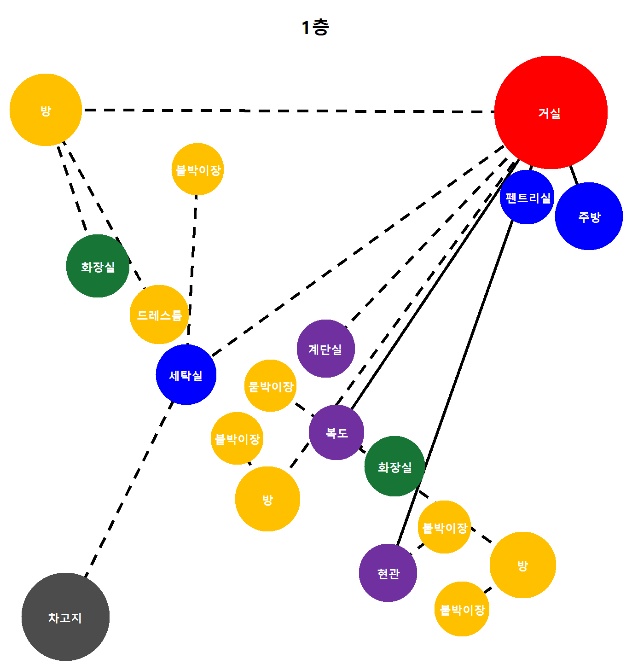 1층
방
거실
붙박이장
펜트리실
주방
화장실
드레스룸
계단실
세탁실
붙박이장
복도
붙박이장
화장실
방
붙박이장
방
현관
붙박이장
차고지